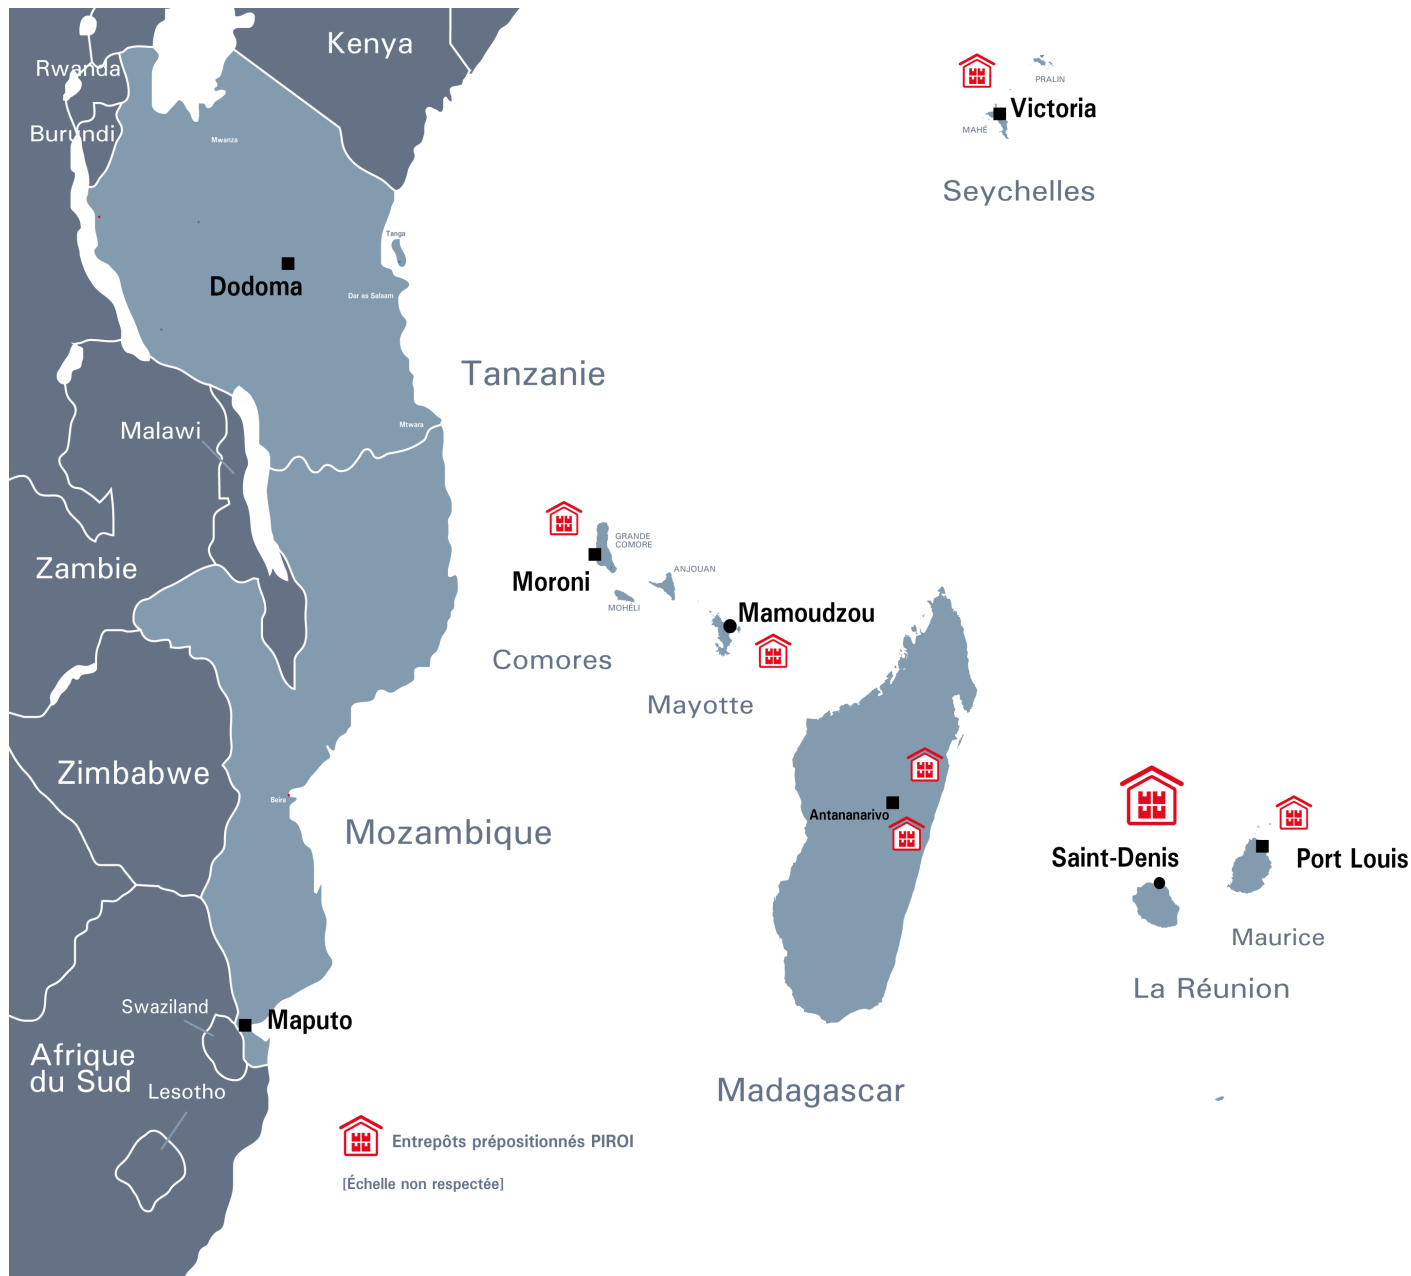 Kenya
Rwanda
PRALIN
Victoria
Burundi
MAHÉ
Mwanza
Seychelles
Tanga
Dodoma
Dar es Salaam
Tanzanie
Mtwara
Malawi
GRANDE
COMORE
Zambie
ANJOUAN
Moroni
MOHÉLI
Mamoudzou
Comores
Mayotte
Zimbabwe
Beira
Antananarivo
Mozambique
Saint-Denis
Port Louis
Maurice
La Réunion
Swaziland
Maputo
Afrique
du Sud
Lesotho
Madagascar
Entrepôts prépositionnés PIROI
[Échelle non respectée]